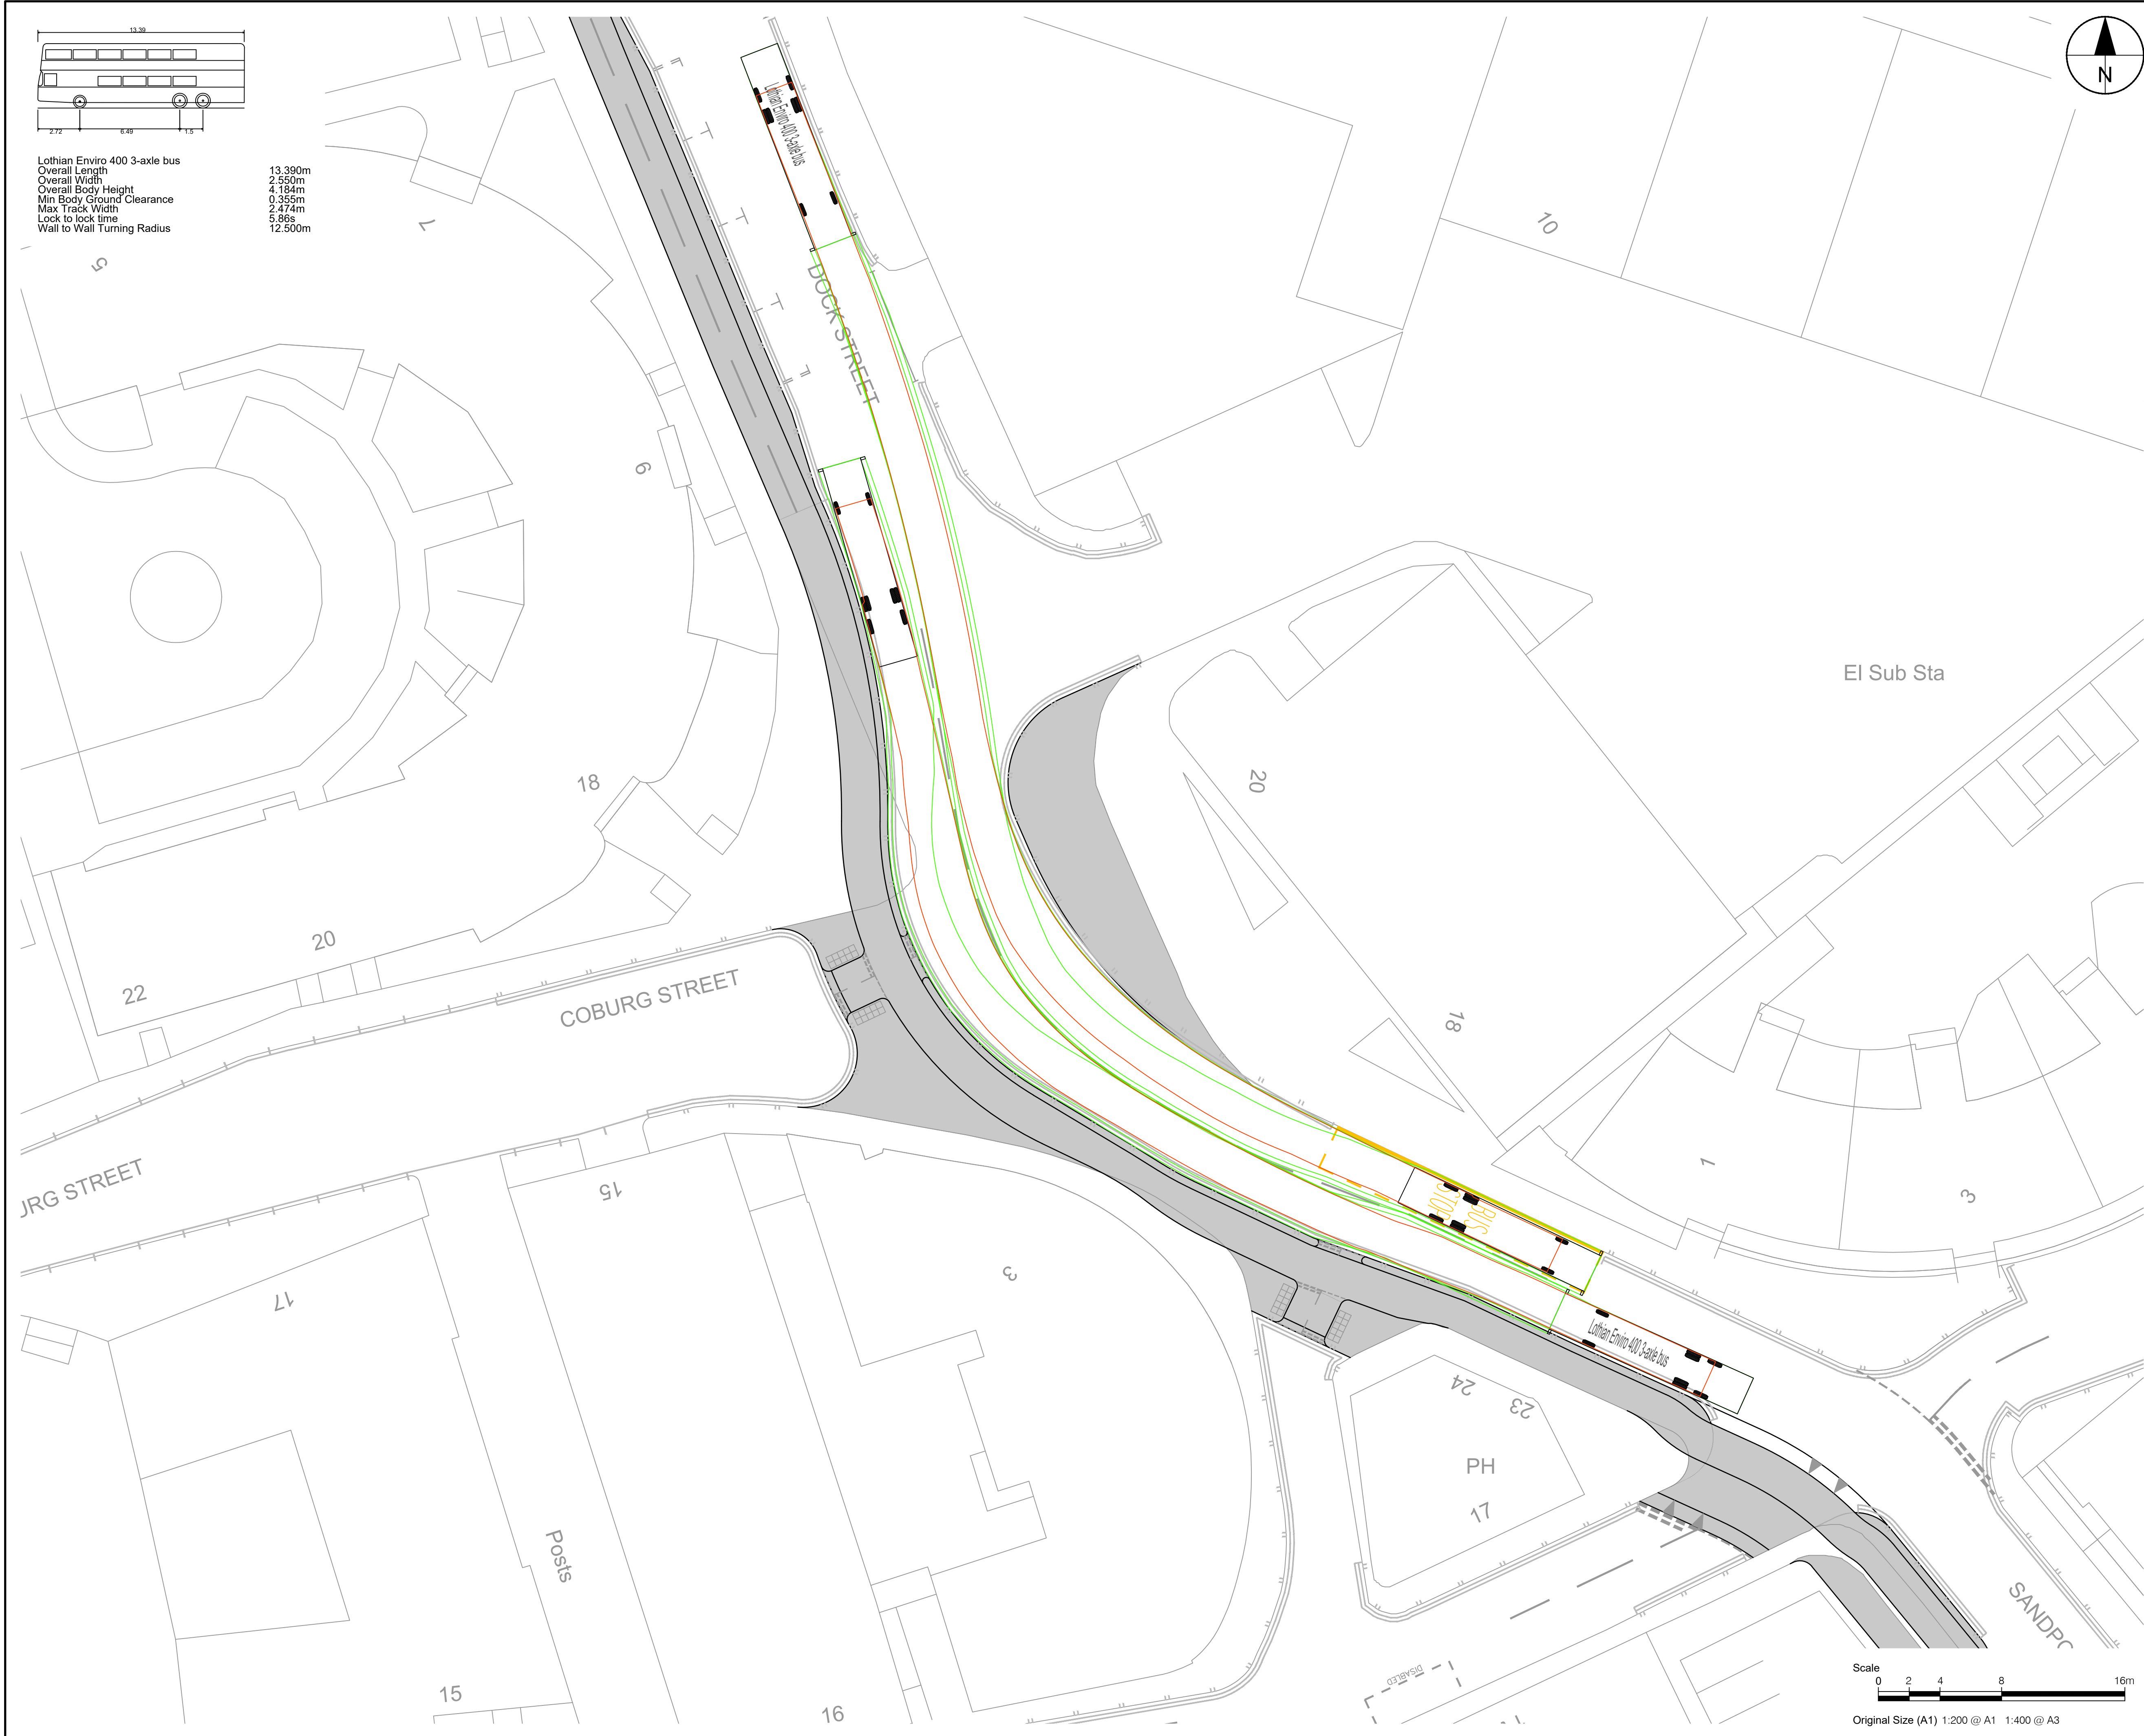 13.39
2.72 6.49 1.5
Lothian Enviro 400 3-axle bus
Overall Length 13.390m
Overall Width 2.550m
Overall Body Height 4.184m
Min Body Ground Clearance 0.355m
Max Track Width 2.474m
Lock to lock time 5.86s
Wall to Wall Turning Radius 12.500m
N
Lothian Enviro 400 3-axle bus
DOCK STREET
5
7
10
9
El Sub Sta
18
20
20
22
COBURG STREET
18
1
3
URG STREET
15
17
3
BUS
STOP
Lothian Enviro 400 3-axle bus
24
23
PH
17
Posts
15
16
DISABLED
SANDPO
Scale
0 2 4 8 16m
Original Size (A1) 1:200 @ A1 1:400 @ A3